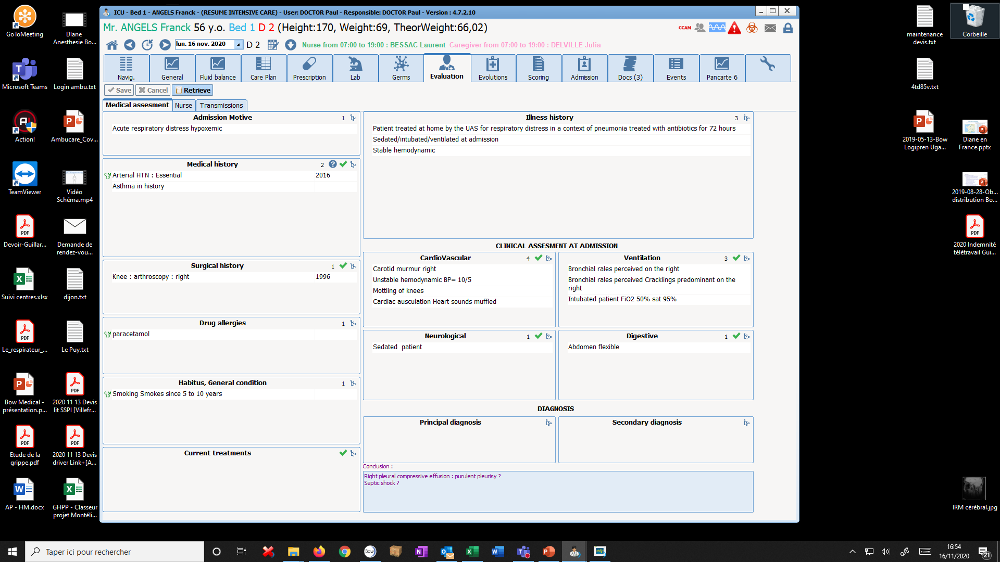 ICU - Bed 1 - ANGELS Franck - (RESUME INTENSIVE CARE) - User: DOCTOR Paul - Responsible: DOCTOR Paul - Version : 4.7.2.10
Mr. ANGELS Franck 56 y.o. Bed 1 D 2 (Height:170, Weight:69, TheorWeight:66,02)
CCAM
lun. 16 nov. 2020 D 2 Nurse from 07:00 to 19:00 : BESSAC Laurent Caregiver from 07:00 to 19:00 : DELVILLE Julia
Navig. General Fluid balance Care Plan Prescription Lab Germs Evaluation Evolutions Scoring Admission Docs (3) Events Pancarte 6
Save Cancel Retrieve
Medical assesment Nurse Transmissions
Admission Motive 1
Acute respiratory distress hypoxemic
Medical history 2
CIM 10 Arterial HTN : Essential 2016
Asthma in history
Surgical history 1
Knee : arthroscopy : right 1996
Drug allergies 1
CIM 10 paracetamol
Habitus, General condition 1
CIM 10 Smoking Smokes since 5 to 10 years
Current treatments
Illness history 3
Patient treated at home by the UAS for respiratory distress in a context of pneumonia treated with antibiotics for 72 hours
Sedated/intubated/ventilated at admission
Stable hemodynamic
CLINICAL ASSESMENT AT ADMISSION
CardioVascular 4
Carotid murmur right
Unstable hemodynamic BP= 10/5
Mottling of knees
Cardiac ausculation Heart sounds muffled
Ventilation 3
Bronchial rales perceived on the right
Bronchial rales perceived Cracklings predominant on the
right
Intubated patient FiO2 50% sat 95%
Neurological 1
Sedated  patient
Digestive 1
Abdomen flexible
DIAGNOSIS
Principal diagnosis
Secondary diagnosis
Conclusion :
Right pleural compressive effusion : purulent pleurisy ?
Septic shock ?
GoToMeeting
DIane
Anesthesie Bo...
Microsoft Teams
Login ambu.txt
Action!
Ambucare_Cov...
TeamViewer
Vidéo
Schéma.mp4
PDF
Devoir-Guillar...
Demande de
rendez-vou...
Suivi centres.xlsx
dijon.txt
PDF
Le_respirateur_...
Le Puy.txt
Bow Medical -
présentation.p...
PDF
2020 11 13 Devis
lit SSPI [Villefr...
PDF
Etude de la
grippe.pdf
PDF
2020 11 13 Devis
driver Link+[A...
AP - HM.docx
GHPP - Classeur
projet Montéli...
maintenance
devis.txt
Corbeille
4td85v.txt
2019-05-13-Bow
Logipren Uga...
Diane en
France.pptx
2019-08-28-Ob...
distribution Bo...
PDF
2020 Indemnité
télétravail Gui...
IRM cérébral.jpg
Taper ici pour rechercher
Bow
16:54
16/11/2020
21